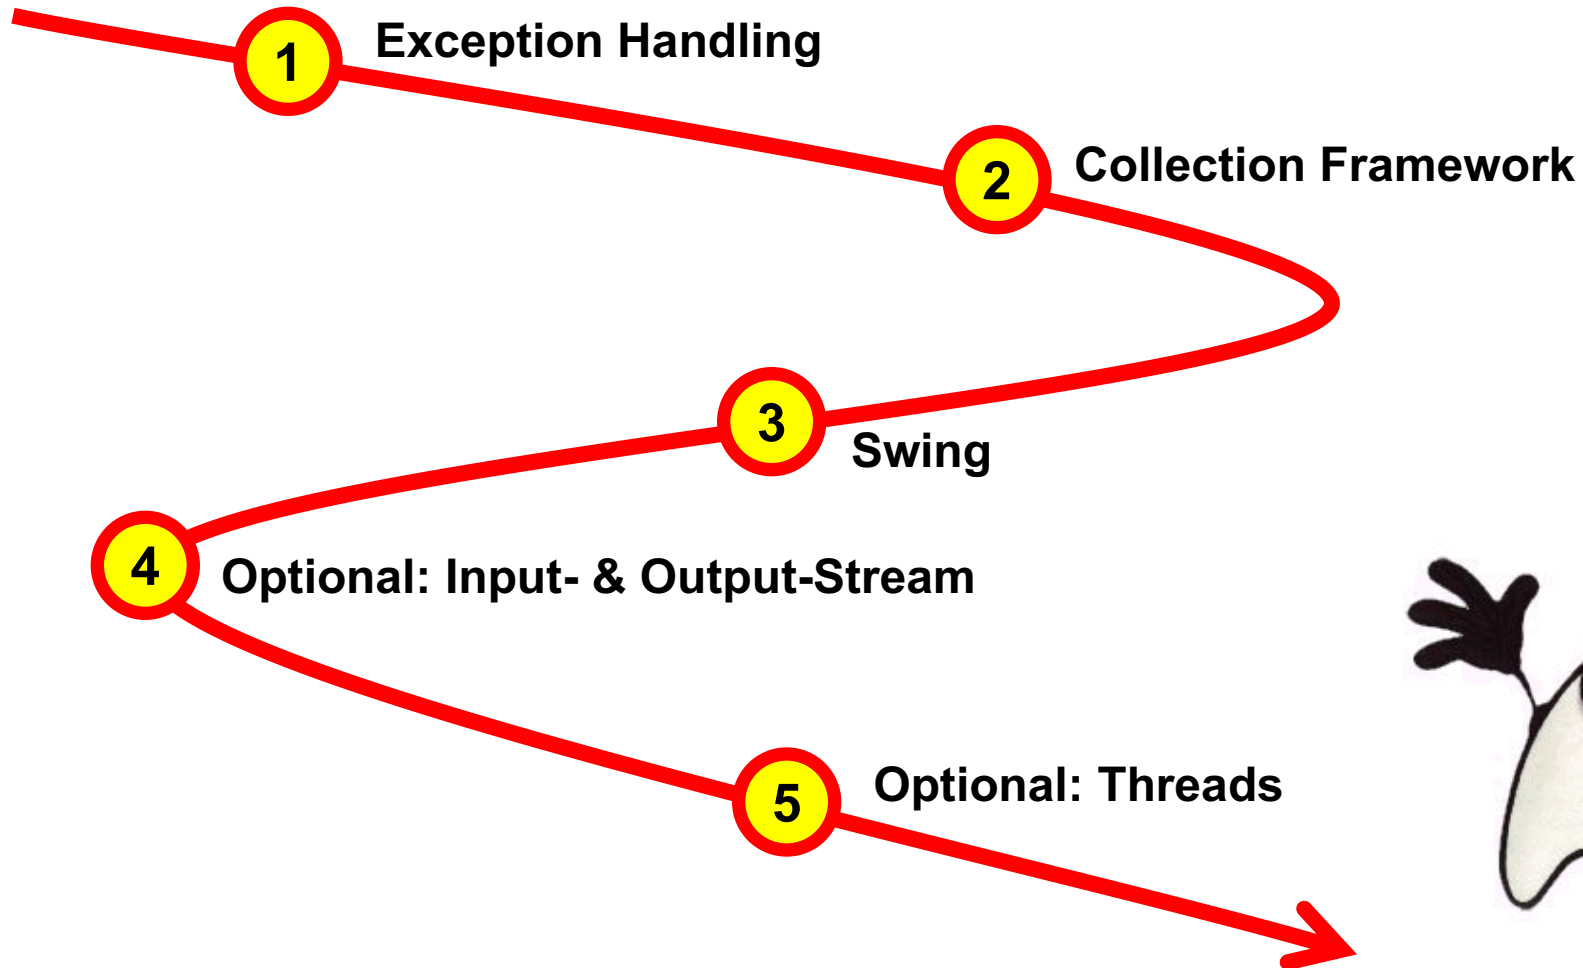 1 Exception Handling
2 Collection Framework
3 Swing
4 Optional: Input- & Output-Stream
5 Optional: Threads